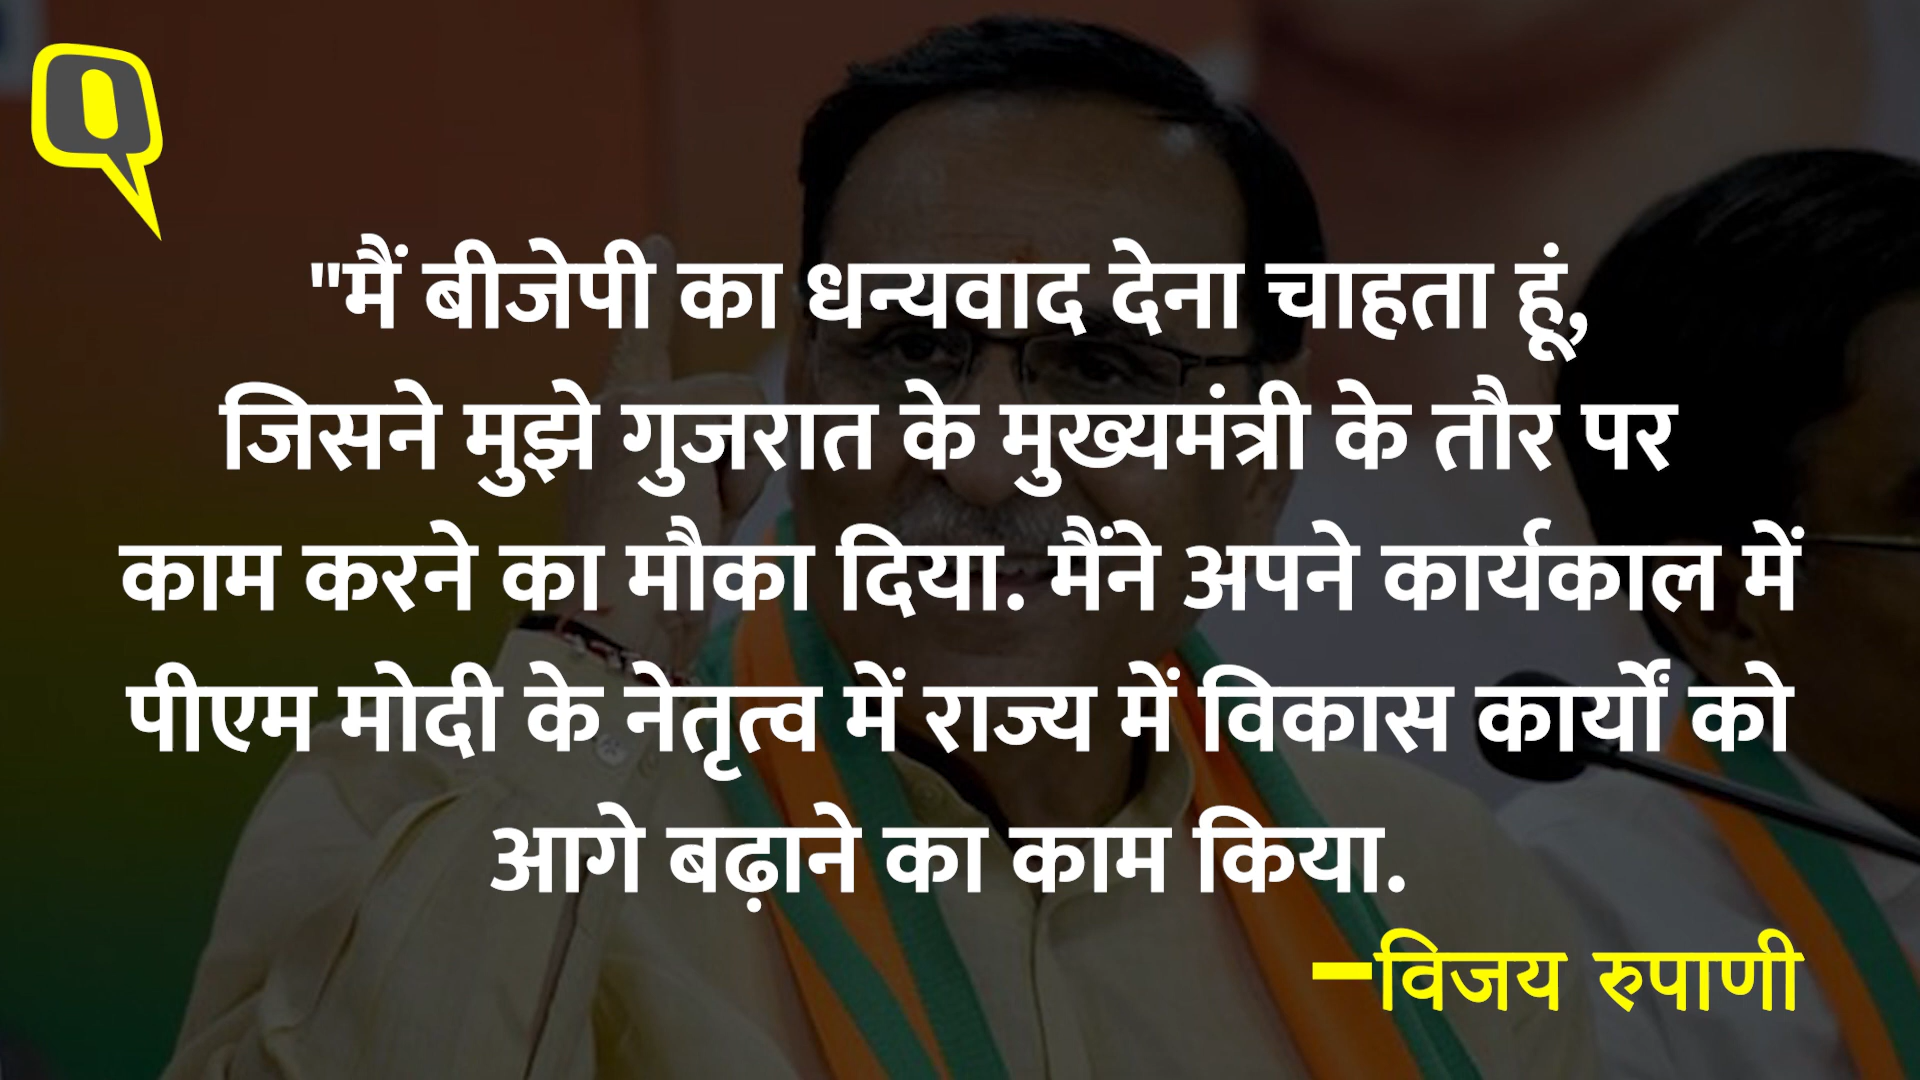 "मैं बीजेपी का धन्यवाद देना चाहता हूं,
जिसने मुझे गुजरात के मुख्यमंत्री के तौर पर
काम करने का मौका दिया. मैंने अपने कार्यकाल में
पीएम मोदी के नेतृत्व में राज्य में विकास कार्यों को
आगे बढ़ाने का काम किया.
–विजय रुपाणी